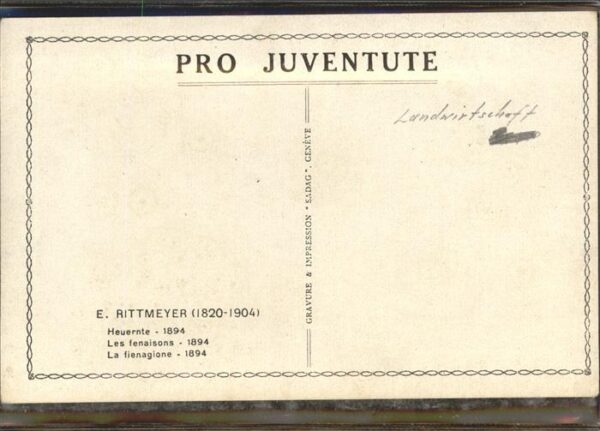 PRO JUVENTUTE
Landwirtschaft
GRAVURE & IMPRESSION "SADAG", GENÈVE
E. RITTMEYER (1820-1904)
Heuernte - 1894
Les fenaisons - 1894
La fienagione - 1894